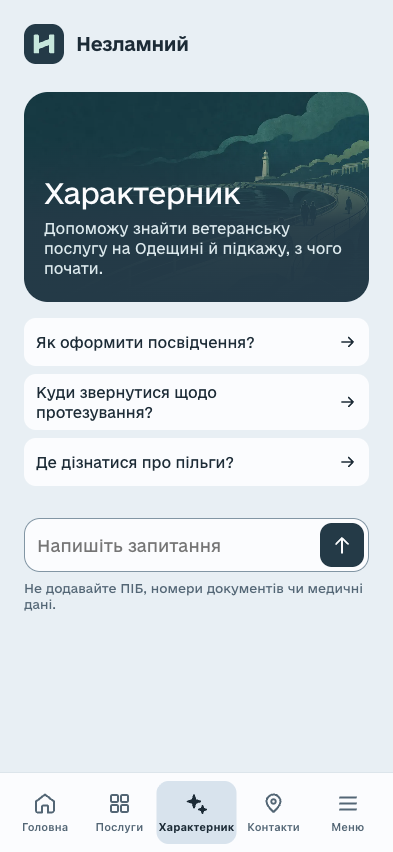 Незламний
Характерник
Допоможу знайти ветеранську
послугу на Одещині й підкажу, з чого
почати.
Як оформити посвідчення?
Куди звернутися щодо
протезування?
Де дізнатися про пільги?
Напишіть запитання
Не додавайте ПІБ, номери документів чи медичні
дані.
Головна Послуги Характерник Контакти Меню